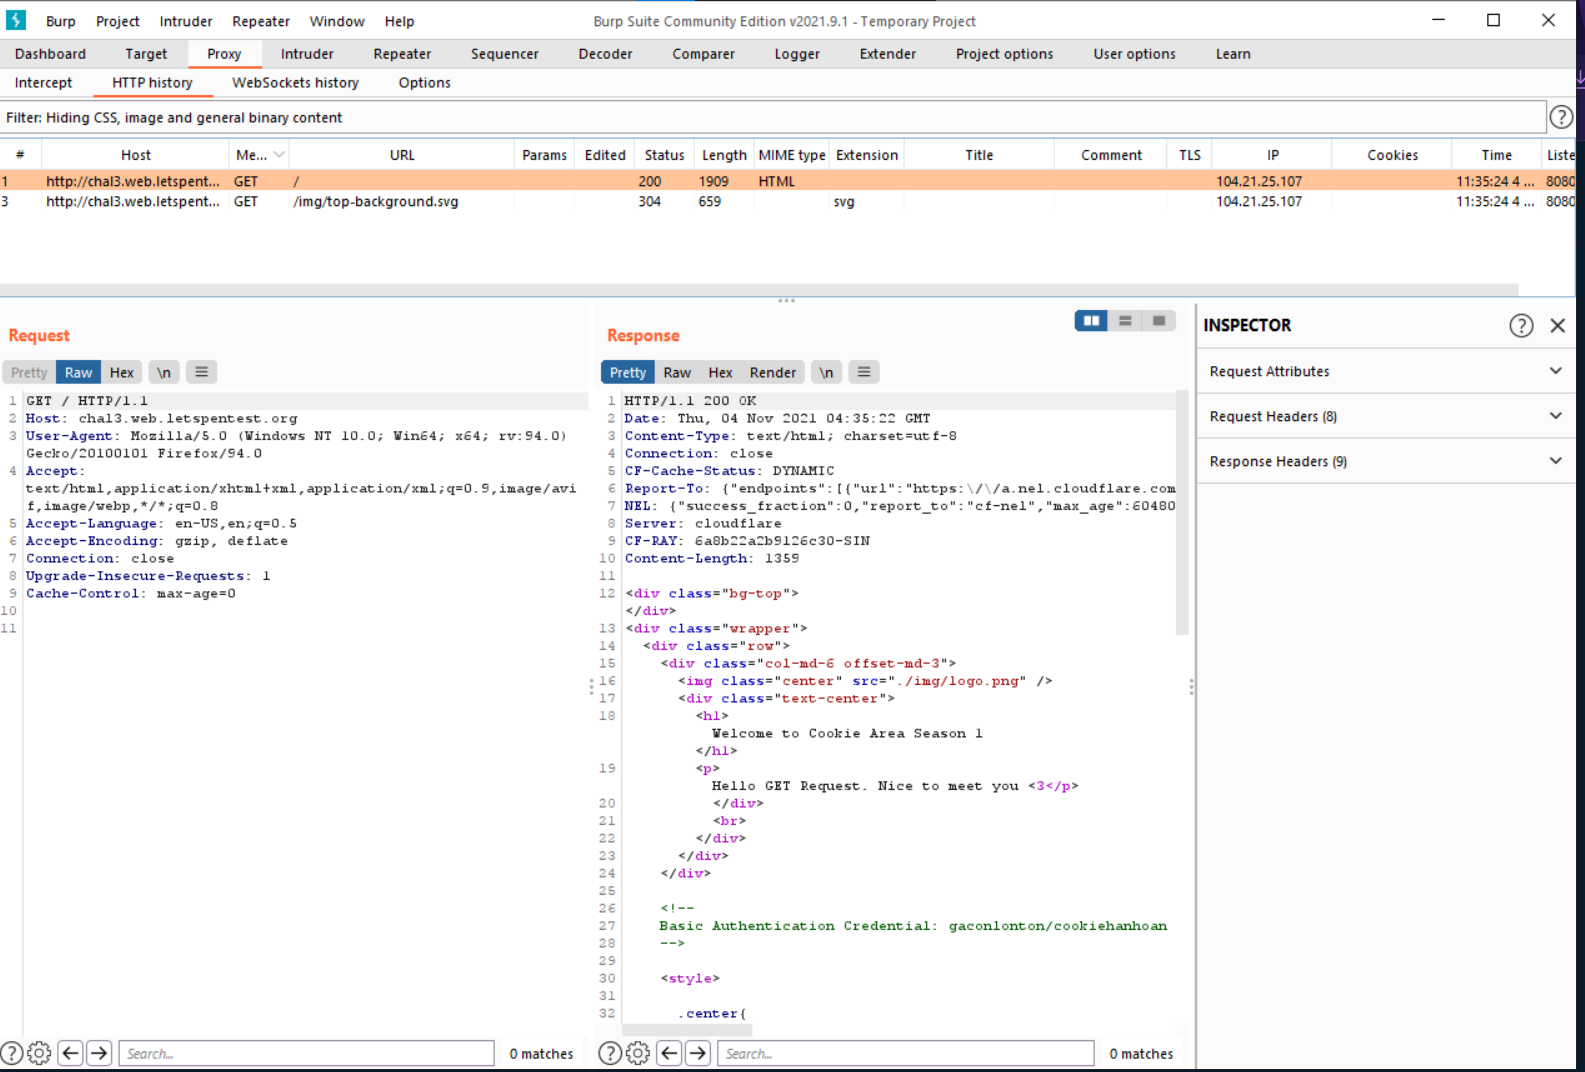 Burp Project Intruder Repeater Window Help Burp Suite Community Edition v2021.9.1 - Temporary Project
Dashboard Target Proxy Intruder Repeater Sequencer Decoder Comparer Logger Extender Project options User options Learn
Intercept HTTP history WebSockets history Options
Filter: Hiding CSS, image and general binary content
# Host Me... URL Params Edited Status Length MIME type Extension Title Comment TLS IP Cookies Time Liste
1 http://chal3.web.letspent... GET / 200 1909 HTML 104.21.25.107 11:35:24 4 ... 8080
3 http://chal3.web.letspent... GET /img/top-background.svg 304 659 svg 104.21.25.107 11:35:24 4 ... 8080
Request
Pretty Raw Hex \n
1 GET / HTTP/1.1
2 Host: chal3.web.letspentest.org
3 User-Agent: Mozilla/5.0 (Windows NT 10.0; Win64; x64; rv:94.0)
Gecko/20100101 Firefox/94.0
4 Accept:
text/html,application/xhtml+xml,application/xml;q=0.9,image/avi
f,image/webp,*/*;q=0.8
5 Accept-Language: en-US,en;q=0.5
6 Accept-Encoding: gzip, deflate
7 Connection: close
8 Upgrade-Insecure-Requests: 1
9 Cache-Control: max-age=0
10
11
Search... 0 matches
Response
Pretty Raw Hex Render \n
1 HTTP/1.1 200 OK
2 Date: Thu, 04 Nov 2021 04:35:22 GMT
3 Content-Type: text/html; charset=utf-8
4 Connection: close
5 CF-Cache-Status: DYNAMIC
6 Report-To: {"endpoints":[{"url":"https:\/\/a.nel.cloudflare.com
7 NEL: {"success_fraction":0,"report_to":"cf-nel","max_age":60480
8 Server: cloudflare
9 CF-RAY: 6a8b22a2b9126c30-SIN
10 Content-Length: 1359
11
12 <div class="bg-top">
</div>
13 <div class="wrapper">
14 <div class="row">
15 <div class="col-md-6 offset-md-3">
16 <img class="center" src="./img/logo.png" />
17 <div class="text-center">
18 <h1>
Welcome to Cookie Area Season 1
</h1>
19 <p>
Hello GET Request. Nice to meet you <3</p>
20 </div>
21 <br>
22 </div>
23 </div>
24 </div>
25
26 <!--
27 Basic Authentication Credential: gaconlonton/cookiehanhoan
28 -->
29
30 <style>
31
32 .center{
Search... 0 matches
INSPECTOR
Request Attributes
Request Headers (8)
Response Headers (9)